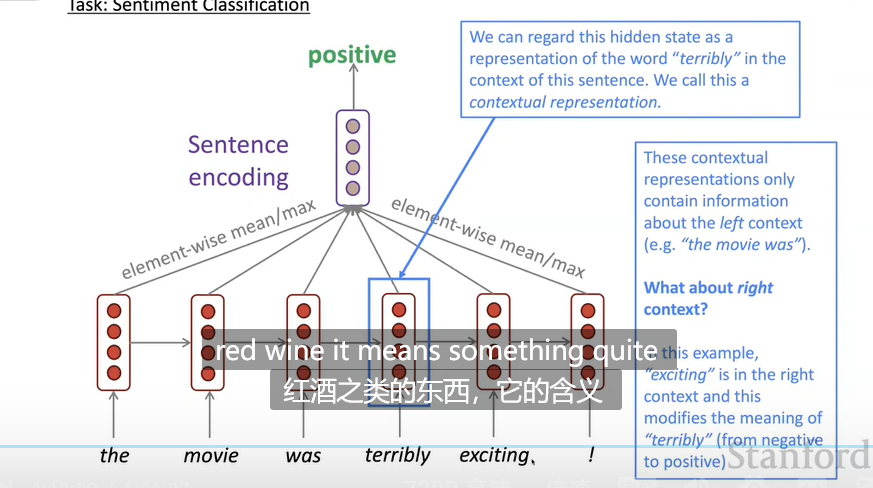 Task: Sentiment Classification
We can regard this hidden state as a
representation of the word "terribly" in the
context of this sentence. We call this a
contextual representation.
positive
Sentence
encoding
element-wise mean/max
element-wise mean/max
These contextual
representations only
contain information
about the left context
(e.g. "the movie was").
What about right
context?
this example,
"exciting" is in the right
context and this
modifies the meaning of
"terribly" (from negative
to positive)
red wine it means something quite
红酒之类的东西，它的含义
the movie was terribly exciting !
Stanford